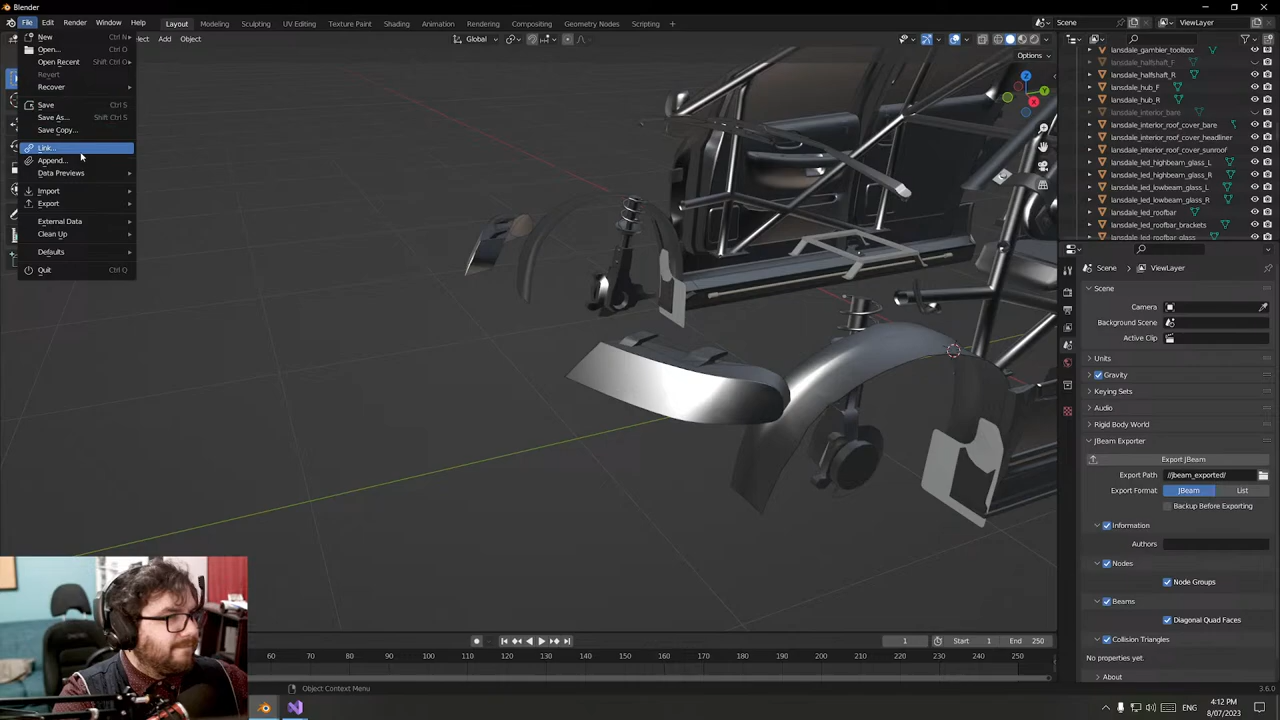 Blender
File Edit Render Window Help
Layout Modeling Sculpting UV Editing Texture Paint Shading Animation Rendering Compositing Geometry Nodes Scripting +
Scene
ViewLayer
New Ctrl N
Open... Ctrl O
Open Recent Shift Ctrl O
Revert
Recover
Save Ctrl S
Save As... Shift Ctrl S
Save Copy...
Link...
Append...
Data Previews
Import
Export
External Data
Clean Up
Defaults
Quit Ctrl Q
Add Object
Global
Options
X
Y
Z
lansdale_gambler_toolbox
lansdale_halfshaft_F
lansdale_halfshaft_R
lansdale_hub_F
lansdale_hub_R
lansdale_interior_bare
lansdale_interior_roof_cover_bare
lansdale_interior_roof_cover_headliner
lansdale_interior_roof_cover_sunroof
lansdale_led_highbeam_glass_L
lansdale_led_highbeam_glass_R
lansdale_led_lowbeam_glass_L
lansdale_led_lowbeam_glass_R
lansdale_led_roofbar
lansdale_led_roofbar_brackets
lansdale_led_roofbar_glass
Scene ViewLayer
Scene
Camera
Background Scene
Active Clip
Units
Gravity
Keying Sets
Audio
Rigid Body World
JBeam Exporter
Export JBeam
Export Path //jbeam_exported/
Export Format JBeam List
Backup Before Exporting
Information
Authors
Nodes
Node Groups
Beams
Diagonal Quad Faces
Collision Triangles
No properties yet.
About
1 Start 1 End 250
60 70 80 90 100 110 120 130 140 150 160 170 180 190 200 210 220 230 240 250
Object Context Menu
3.6.0
ENG
4:12 PM
8/07/2023